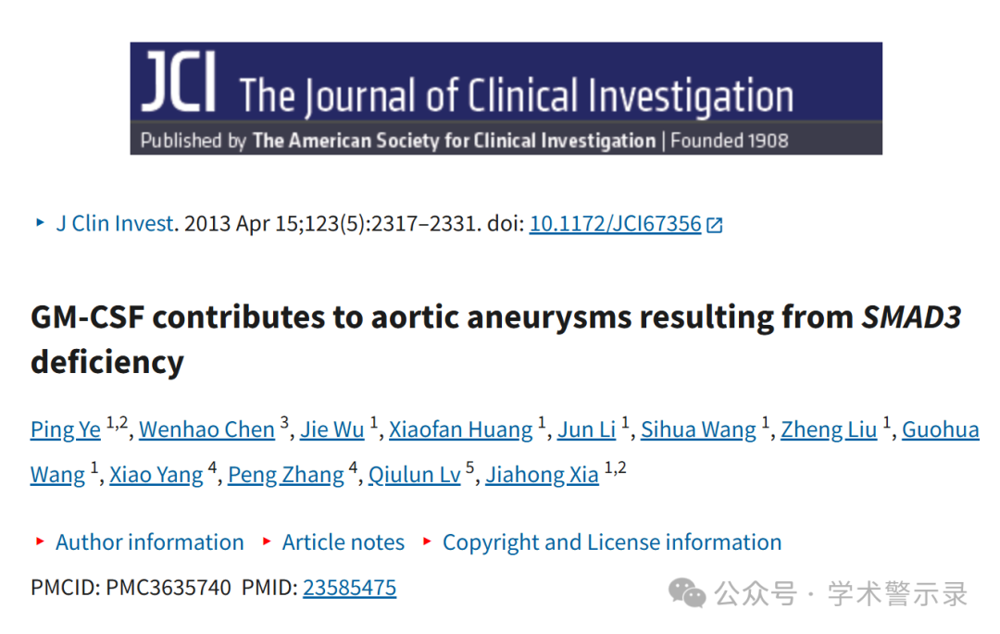 JCI The Journal of Clinical Investigation
Published by The American Society for Clinical Investigation | Founded 1908
J Clin Invest. 2013 Apr 15;123(5):2317–2331. doi: 10.1172/JCI67356
GM-CSF contributes to aortic aneurysms resulting from SMAD3
deficiency
Ping Ye 1,2, Wenhao Chen 3, Jie Wu 1, Xiaofan Huang 1, Jun Li 1, Sihua Wang 1, Zheng Liu 1, Guohua
Wang 1, Xiao Yang 4, Peng Zhang 4, Qiulun Lv 5, Jiahong Xia 1,2
Author information Article notes Copyright and License information
PMCID: PMC3635740 PMID: 23585475
公众号 · 学术警示录